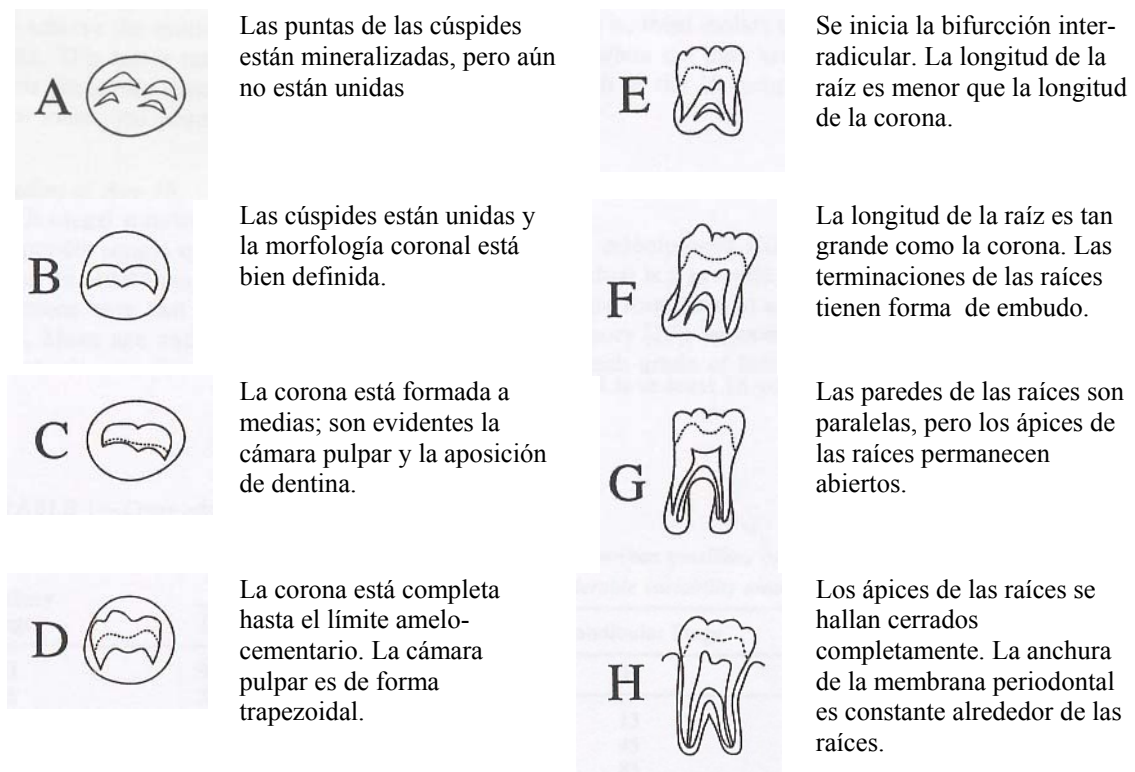 A
Las puntas de las cúspides
están mineralizadas, pero aún
no están unidas
B
Las cúspides están unidas y
la morfología coronal está
bien definida.
C
La corona está formada a
medias; son evidentes la
cámara pulpar y la aposición
de dentina.
D
La corona está completa
hasta el límite amelo-
cementario. La cámara
pulpar es de forma
trapezoidal.
E
Se inicia la bifurcción inter-
radicular. La longitud de la
raíz es menor que la longitud
de la corona.
F
La longitud de la raíz es tan
grande como la corona. Las
terminaciones de las raíces
tienen forma de embudo.
G
Las paredes de las raíces son
paralelas, pero los ápices de
las raíces permanecen
abiertos.
H
Los ápices de las raíces se
hallan cerrados
completamente. La anchura
de la membrana periodontal
es constante alrededor de las
raíces.